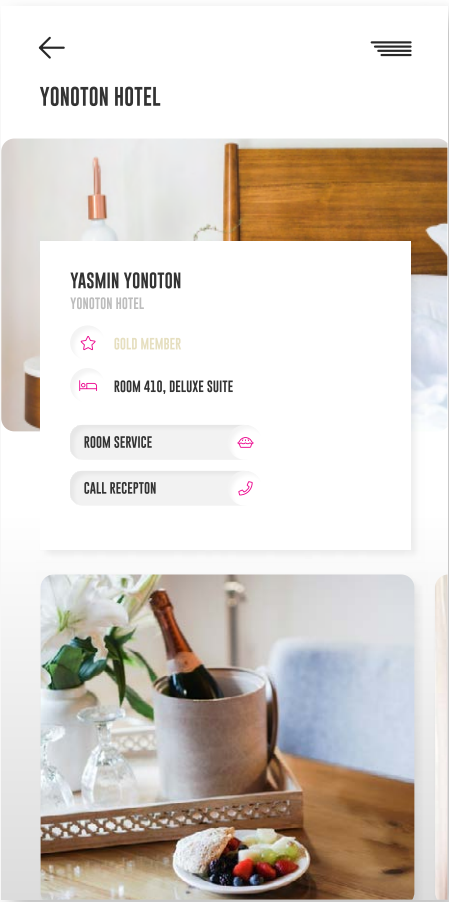 YONOTON HOTEL
YASMIN YONOTON
YONOTON HOTEL
GOLD MEMBER
ROOM 410, DELUXE SUITE
ROOM SERVICE
CALL RECEPTON